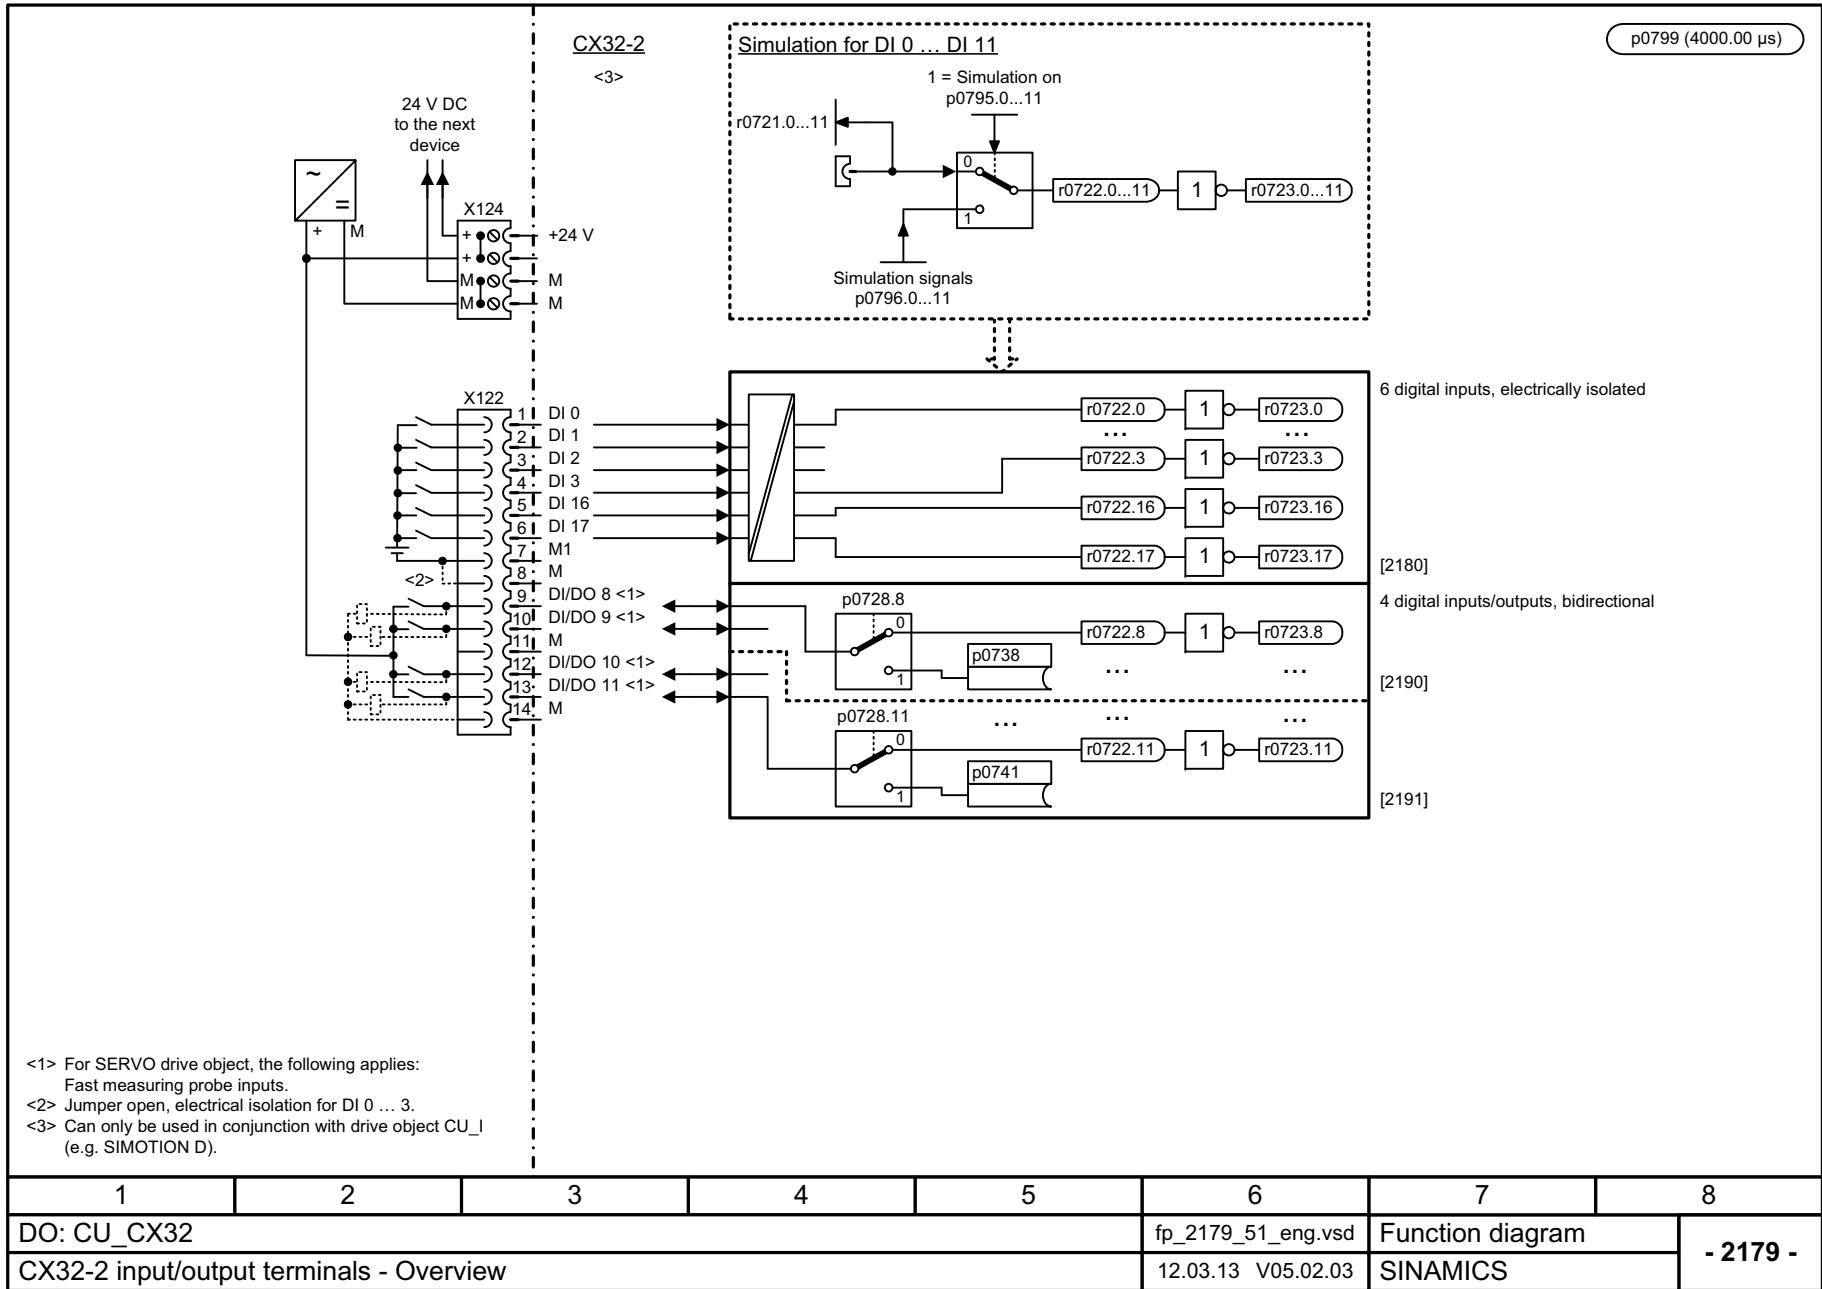 CX32-2
<3>
Simulation for DI 0 … DI 11
p0799 (4000.00 µs)
1 = Simulation on
p0795.0...11
r0721.0...11
0
1
r0722.0...11
1
r0723.0...11
Simulation signals
p0796.0...11
24 V DC
to the next
device
~
=
+
M
X124
+
+24 V
+
M
M
M
M
X122
1
DI 0
2
DI 1
3
DI 2
4
DI 3
5
DI 16
6
DI 17
7
M1
8
M
<2>
9
DI/DO 8 <1>
10
DI/DO 9 <1>
11
M
12
DI/DO 10 <1>
13
DI/DO 11 <1>
14
M
r0722.0
1
r0723.0
...
...
r0722.3
1
r0723.3
r0722.16
1
r0723.16
r0722.17
1
r0723.17
6 digital inputs, electrically isolated
[2180]
p0728.8
0
1
p0738
r0722.8
1
r0723.8
...
...
4 digital inputs/outputs, bidirectional
[2190]
p0728.11
0
1
...
...
...
p0741
r0722.11
1
r0723.11
[2191]
<1> For SERVO drive object, the following applies:
Fast measuring probe inputs.
<2> Jumper open, electrical isolation for DI 0 … 3.
<3> Can only be used in conjunction with drive object CU_I
(e.g. SIMOTION D).
1
2
3
4
5
6
7
8
DO: CU_CX32
fp_2179_51_eng.vsd
Function diagram
- 2179 -
CX32-2 input/output terminals - Overview
12.03.13 V05.02.03
SINAMICS